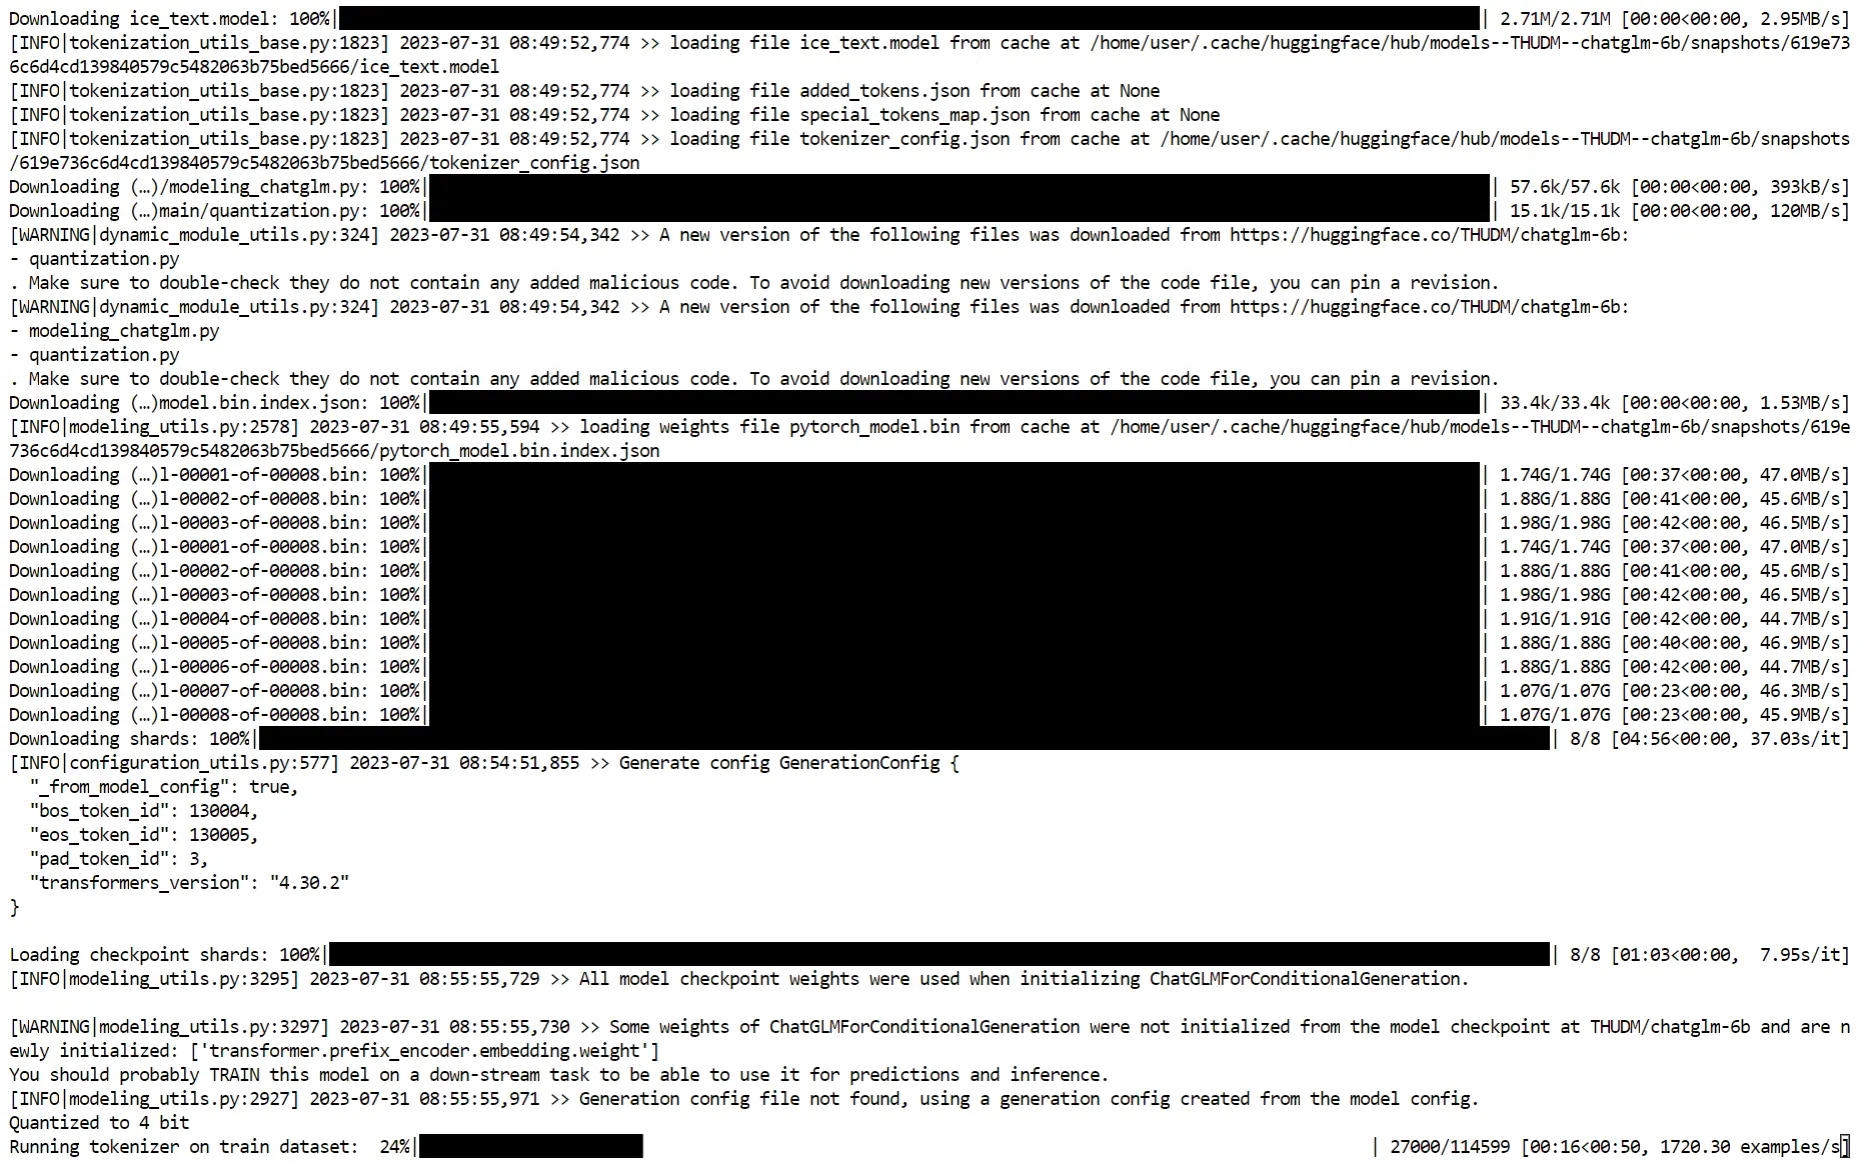 Downloading ice_text.model: 100%| | 2.71M/2.71M [00:00<00:00, 2.95MB/s]
[INFO|tokenization_utils_base.py:1823] 2023-07-31 08:49:52,774 >> loading file ice_text.model from cache at /home/user/.cache/huggingface/hub/models--THUDM--chatglm-6b/snapshots/619e73
6c6d4cd139840579c5482063b75bed5666/ice_text.model
[INFO|tokenization_utils_base.py:1823] 2023-07-31 08:49:52,774 >> loading file added_tokens.json from cache at None
[INFO|tokenization_utils_base.py:1823] 2023-07-31 08:49:52,774 >> loading file special_tokens_map.json from cache at None
[INFO|tokenization_utils_base.py:1823] 2023-07-31 08:49:52,774 >> loading file tokenizer_config.json from cache at /home/user/.cache/huggingface/hub/models--THUDM--chatglm-6b/snapshots
/619e736c6d4cd139840579c5482063b75bed5666/tokenizer_config.json
Downloading (…)/modeling_chatglm.py: 100%| | 57.6k/57.6k [00:00<00:00, 393kB/s]
Downloading (…)main/quantization.py: 100%| | 15.1k/15.1k [00:00<00:00, 120MB/s]
[WARNING|dynamic_module_utils.py:324] 2023-07-31 08:49:54,342 >> A new version of the following files was downloaded from https://huggingface.co/THUDM/chatglm-6b:
- quantization.py
. Make sure to double-check they do not contain any added malicious code. To avoid downloading new versions of the code file, you can pin a revision.
[WARNING|dynamic_module_utils.py:324] 2023-07-31 08:49:54,342 >> A new version of the following files was downloaded from https://huggingface.co/THUDM/chatglm-6b:
- modeling_chatglm.py
- quantization.py
. Make sure to double-check they do not contain any added malicious code. To avoid downloading new versions of the code file, you can pin a revision.
Downloading (…)model.bin.index.json: 100%| | 33.4k/33.4k [00:00<00:00, 1.53MB/s]
[INFO|modeling_utils.py:2578] 2023-07-31 08:49:55,594 >> loading weights file pytorch_model.bin from cache at /home/user/.cache/huggingface/hub/models--THUDM--chatglm-6b/snapshots/619e
736c6d4cd139840579c5482063b75bed5666/pytorch_model.bin.index.json
Downloading (…)l-00001-of-00008.bin: 100%| | 1.74G/1.74G [00:37<00:00, 47.0MB/s]
Downloading (…)l-00002-of-00008.bin: 100%| | 1.88G/1.88G [00:41<00:00, 45.6MB/s]
Downloading (…)l-00003-of-00008.bin: 100%| | 1.98G/1.98G [00:42<00:00, 46.5MB/s]
Downloading (…)l-00001-of-00008.bin: 100%| | 1.74G/1.74G [00:37<00:00, 47.0MB/s]
Downloading (…)l-00002-of-00008.bin: 100%| | 1.88G/1.88G [00:41<00:00, 45.6MB/s]
Downloading (…)l-00003-of-00008.bin: 100%| | 1.98G/1.98G [00:42<00:00, 46.5MB/s]
Downloading (…)l-00004-of-00008.bin: 100%| | 1.91G/1.91G [00:42<00:00, 44.7MB/s]
Downloading (…)l-00005-of-00008.bin: 100%| | 1.88G/1.88G [00:40<00:00, 46.9MB/s]
Downloading (…)l-00006-of-00008.bin: 100%| | 1.88G/1.88G [00:42<00:00, 44.7MB/s]
Downloading (…)l-00007-of-00008.bin: 100%| | 1.07G/1.07G [00:23<00:00, 46.3MB/s]
Downloading (…)l-00008-of-00008.bin: 100%| | 1.07G/1.07G [00:23<00:00, 45.9MB/s]
Downloading shards: 100%| | 8/8 [04:56<00:00, 37.03s/it]
[INFO|configuration_utils.py:577] 2023-07-31 08:54:51,855 >> Generate config GenerationConfig {
  "_from_model_config": true,
  "bos_token_id": 130004,
  "eos_token_id": 130005,
  "pad_token_id": 3,
  "transformers_version": "4.30.2"
}
Loading checkpoint shards: 100%| | 8/8 [01:03<00:00,  7.95s/it]
[INFO|modeling_utils.py:3295] 2023-07-31 08:55:55,729 >> All model checkpoint weights were used when initializing ChatGLMForConditionalGeneration.
[WARNING|modeling_utils.py:3297] 2023-07-31 08:55:55,730 >> Some weights of ChatGLMForConditionalGeneration were not initialized from the model checkpoint at THUDM/chatglm-6b and are n
ewly initialized: ['transformer.prefix_encoder.embedding.weight']
You should probably TRAIN this model on a down-stream task to be able to use it for predictions and inference.
[INFO|modeling_utils.py:2927] 2023-07-31 08:55:55,971 >> Generation config file not found, using a generation config created from the model config.
Quantized to 4 bit
Running tokenizer on train dataset:  24%| | 27000/114599 [00:16<00:50, 1720.30 examples/s]